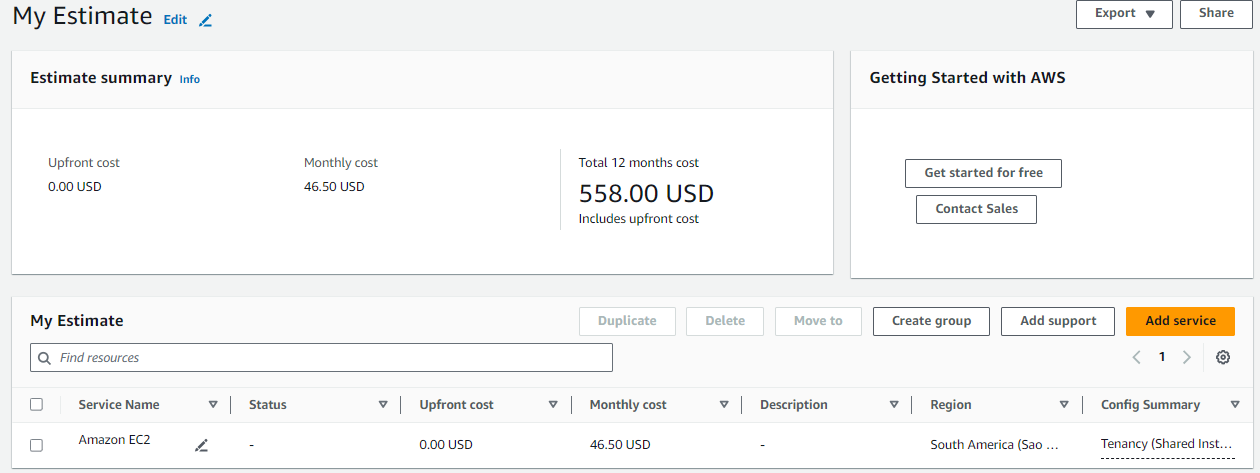 My Estimate Edit
Export Share
Estimate summary Info
Getting Started with AWS
Upfront cost Monthly cost Total 12 months cost
0.00 USD 46.50 USD 558.00 USD
Includes upfront cost
Get started for free
Contact Sales
My Estimate Duplicate Delete Move to Create group Add support Add service
Find resources 1
Service Name Status Upfront cost Monthly cost Description Region Config Summary
Amazon EC2 - 0.00 USD 46.50 USD - South America (Sao ... Tenancy (Shared Inst...